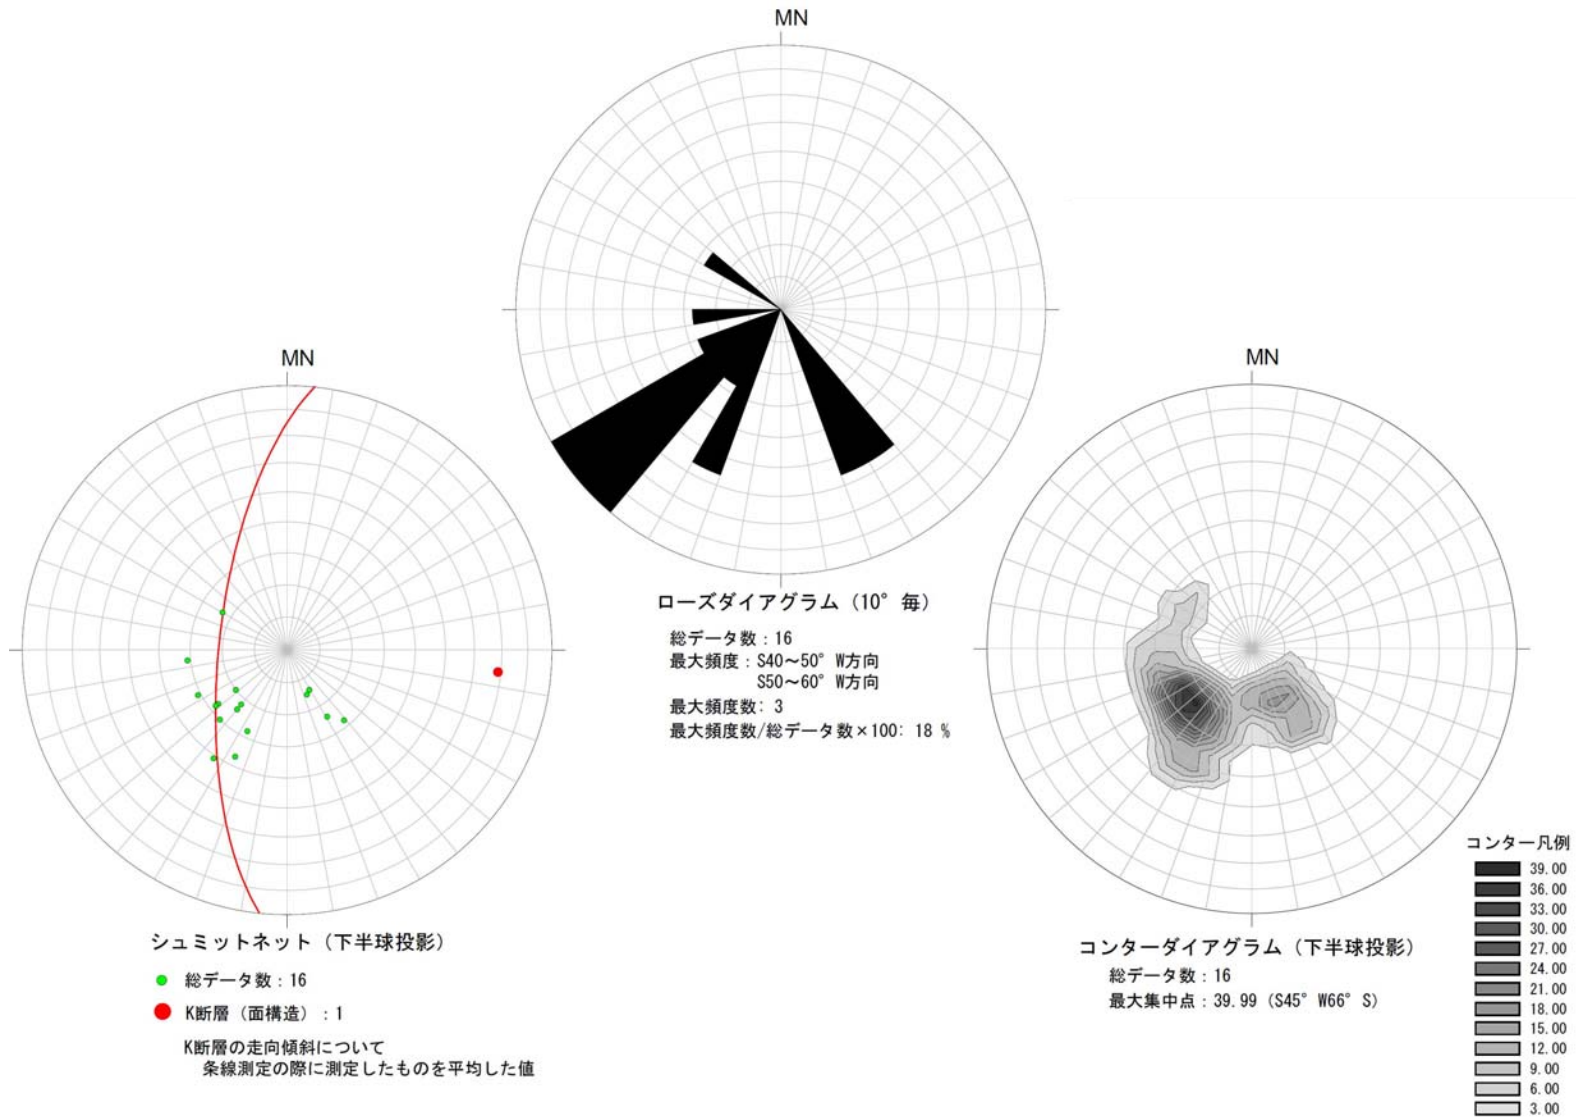 MN
ローズダイアグラム（10°毎）
総データ数：16
最大頻度：S40～50°W方向
S50～60°W方向
最大頻度数：3
最大頻度数/総データ数×100：18 %
MN
シュミットネット（下半球投影）
総データ数：16
K断層（面構造）：1
K断層の走向傾斜について
条線測定の際に測定したものを平均した値
MN
コンターダイアグラム（下半球投影）
総データ数：16
最大集中点：39.99（S45°W66°S）
コンター凡例
39.00
36.00
33.00
30.00
27.00
24.00
21.00
18.00
15.00
12.00
9.00
6.00
3.00